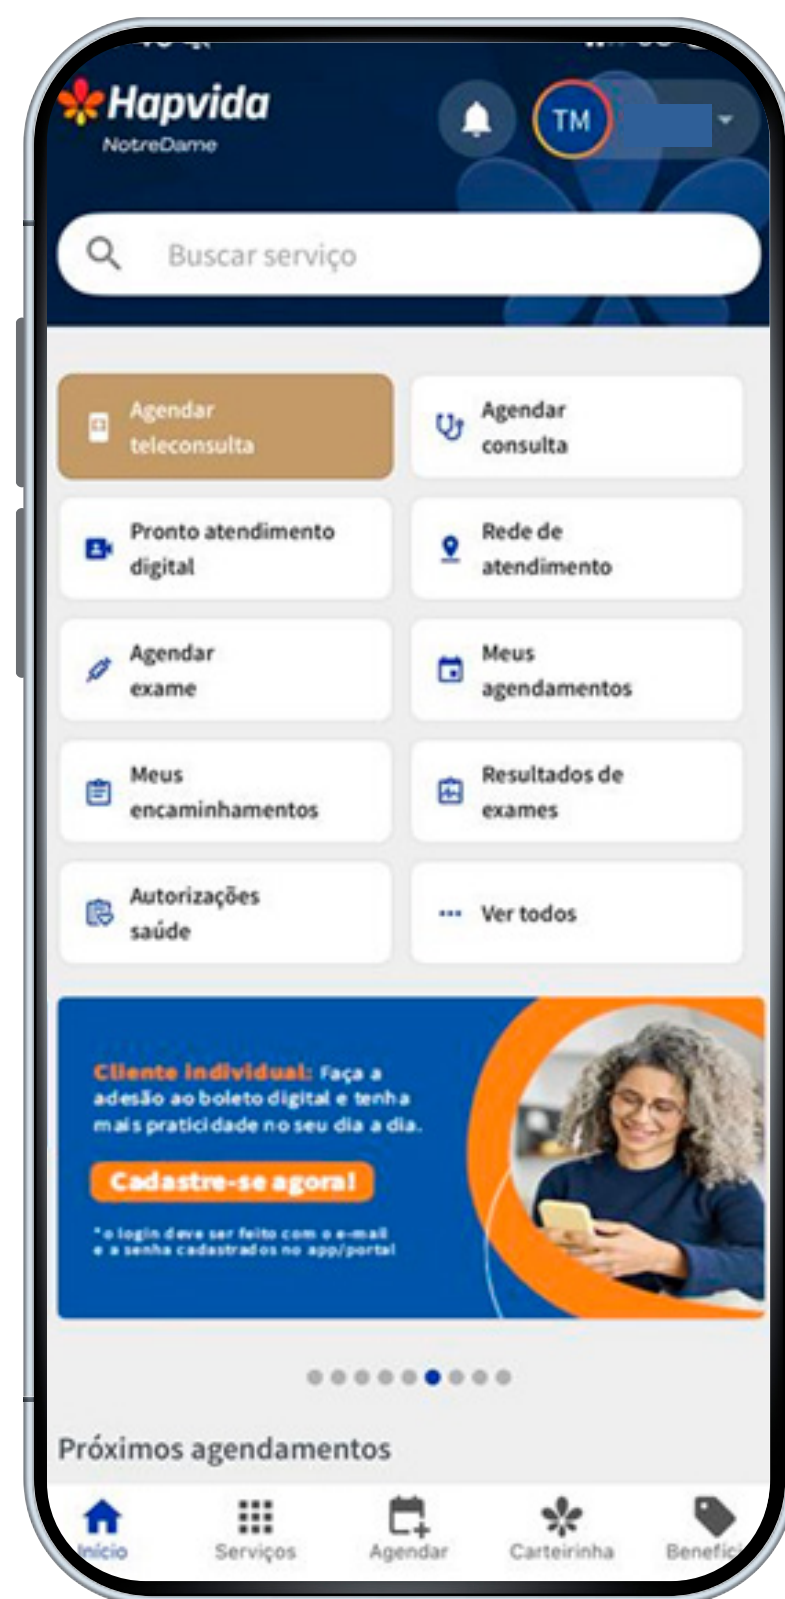 Hapvida
NotreDame
TM
Buscar serviço
Agendar
teleconsulta
Agendar
consulta
Pronto atendimento
digital
Rede de
atendimento
Agendar
exame
Meus
agendamentos
Meus
encaminhamentos
Resultados de
exames
Autorizações
saúde
Ver todos
Cliente individual: Faça a
adesão ao boleto digital e tenha
mais praticidade no seu dia a dia.
Cadastre-se agora!
*o login deve ser feito com o e-mail
e a senha cadastrados no app/portal
Próximos agendamentos
Início
Serviços
Agendar
Carteirinha
Benefíci